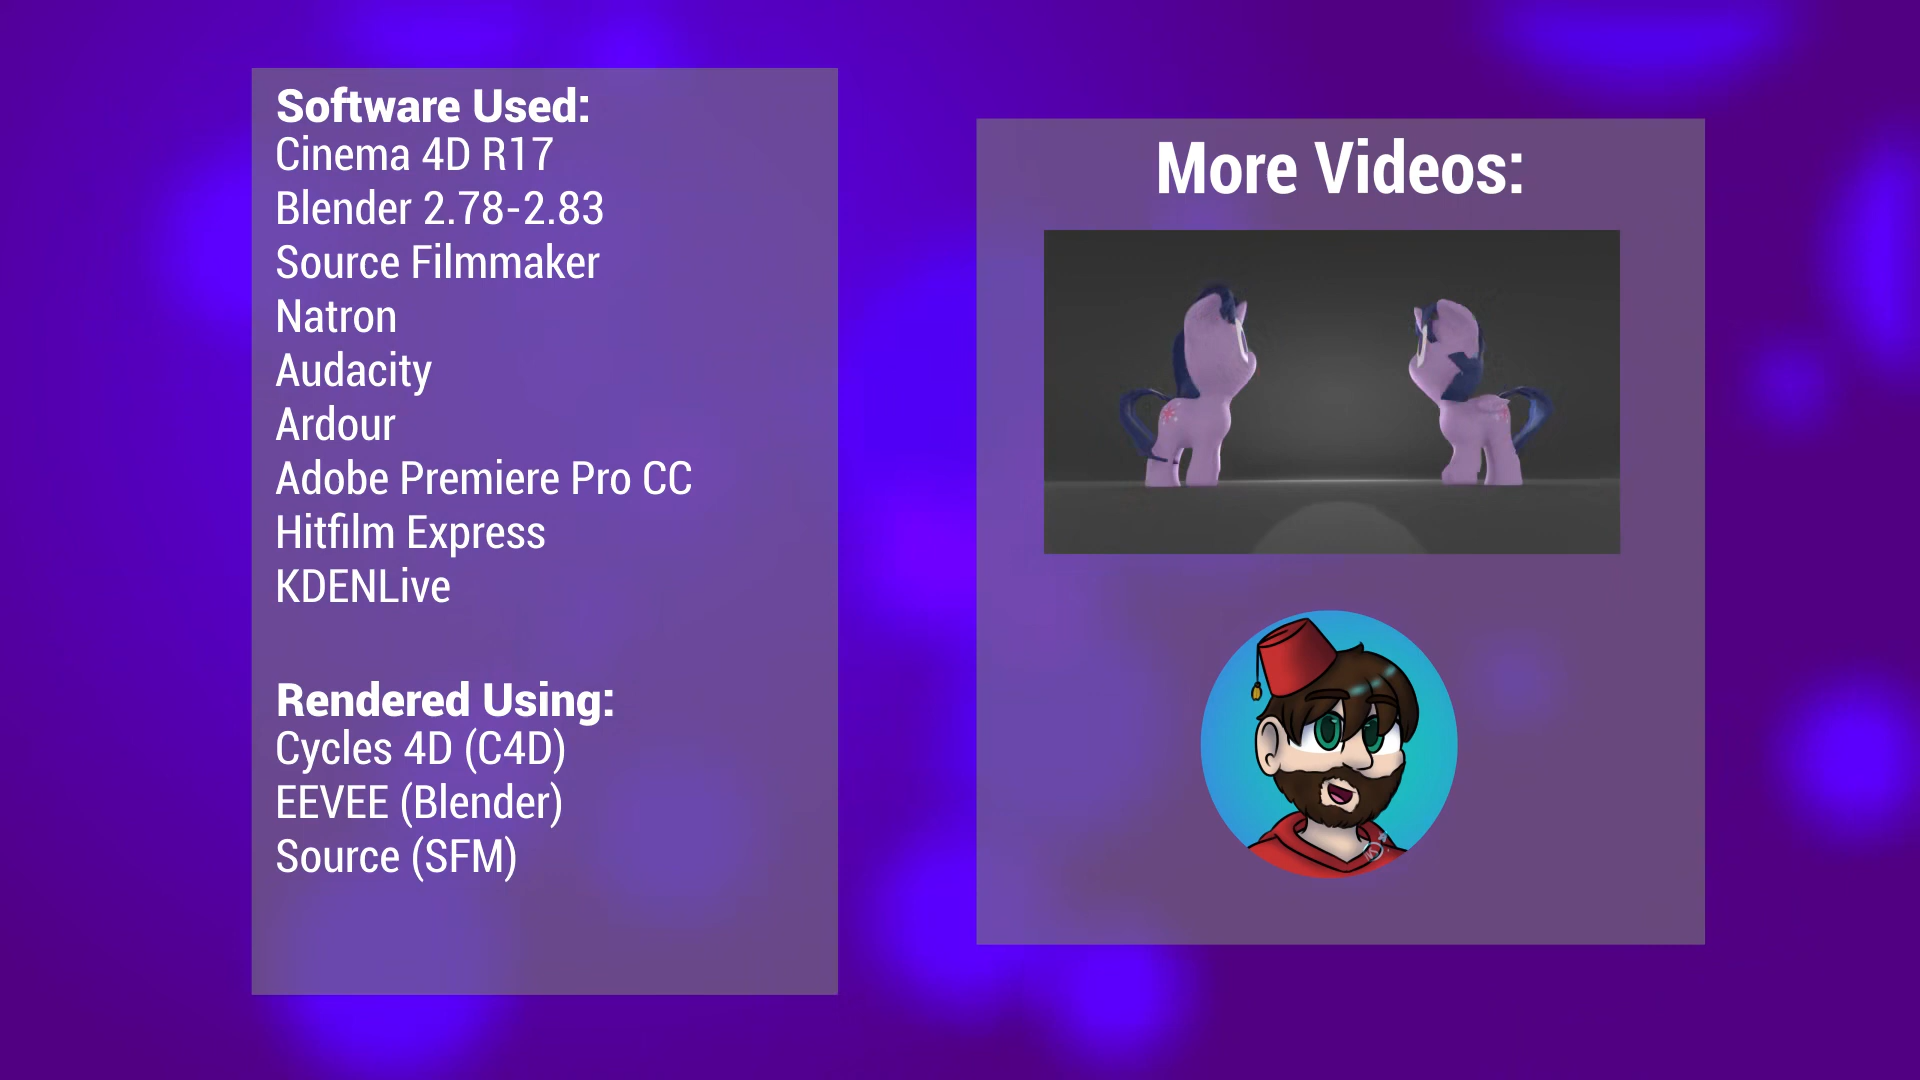 Software Used:
Cinema 4D R17
Blender 2.78-2.83
Source Filmmaker
Natron
Audacity
Ardour
Adobe Premiere Pro CC
Hitfilm Express
KDENLive
Rendered Using:
Cycles 4D (C4D)
EEVEE (Blender)
Source (SFM)
More Videos: